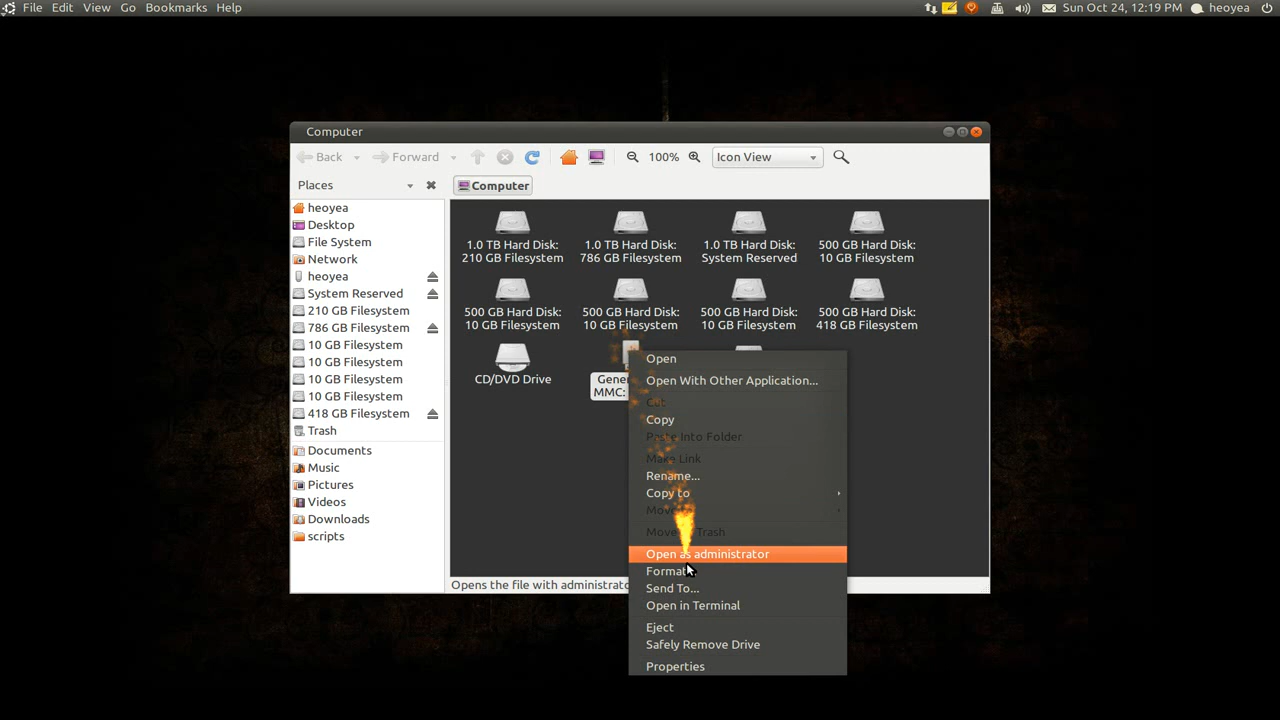 File Edit View Go Bookmarks Help
Sun Oct 24, 12:19 PM heoyea
Computer
Back Forward 100% Icon View
Places
Computer
heoyea
Desktop
File System
Network
heoyea
System Reserved
210 GB Filesystem
786 GB Filesystem
10 GB Filesystem
10 GB Filesystem
10 GB Filesystem
10 GB Filesystem
418 GB Filesystem
Trash
Documents
Music
Pictures
Videos
Downloads
scripts
1.0 TB Hard Disk: 1.0 TB Hard Disk: 1.0 TB Hard Disk: 500 GB Hard Disk:
210 GB Filesystem 786 GB Filesystem System Reserved 10 GB Filesystem
500 GB Hard Disk: 500 GB Hard Disk: 500 GB Hard Disk: 500 GB Hard Disk:
10 GB Filesystem 10 GB Filesystem 10 GB Filesystem 418 GB Filesystem
CD/DVD Drive Gener
MMC:
Opens the file with administrato
Open
Open With Other Application...
Cut
Copy
Paste Into Folder
Make Link
Rename...
Copy to
Move to
Move Trash
Open as administrator
Format
Send To...
Open in Terminal
Eject
Safely Remove Drive
Properties